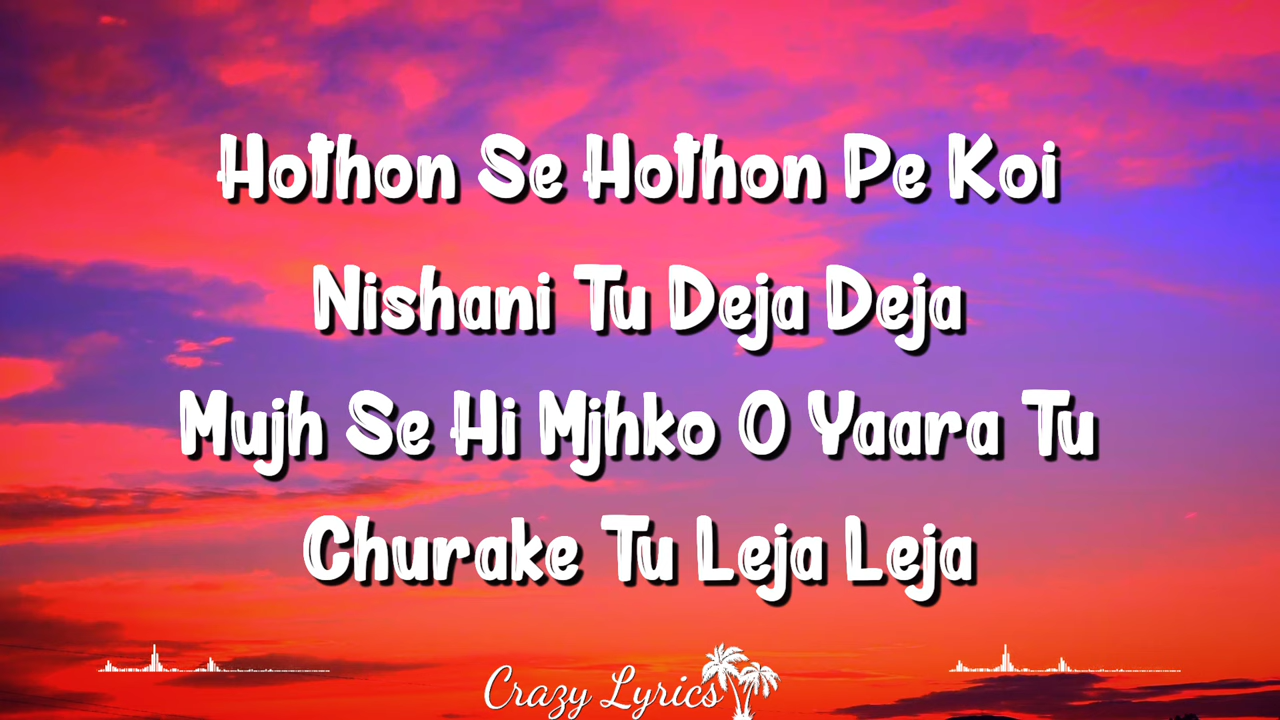 Hothon Se Hothon Pe Koi
Nishani Tu Deja Deja
Mujh Se Hi Mjhko O Yaara Tu
Churake Tu Leja Leja
Crazy Lyrics